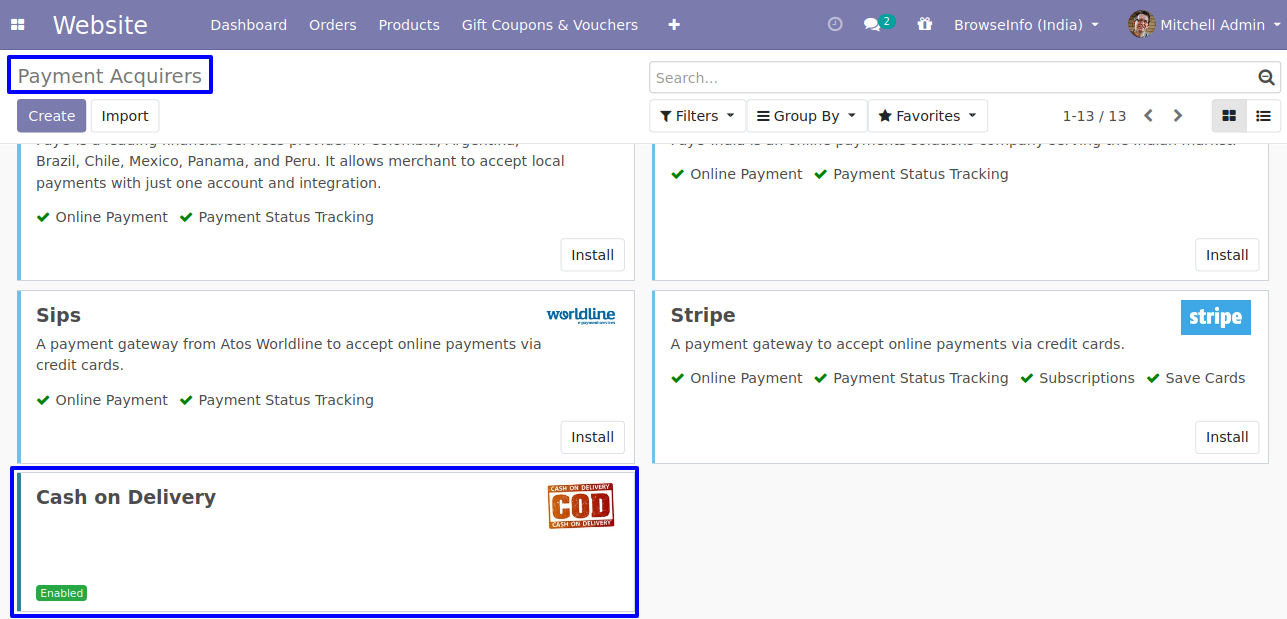 Website Dashboard Orders Products Gift Coupons & Vouchers + 2 BrowseInfo (India) Mitchell Admin
Payment Acquirers
Search...
Create Import
Filters Group By Favorites 1-13 / 13
Brazil, Chile, Mexico, Panama, and Peru. It allows merchant to accept local
payments with just one account and integration.
Online Payment Payment Status Tracking
Install
Online Payment Payment Status Tracking
Install
Sips
worldline
e-payment services
A payment gateway from Atos Worldline to accept online payments via
credit cards.
Online Payment Payment Status Tracking
Install
Stripe
stripe
A payment gateway to accept online payments via credit cards.
Online Payment Payment Status Tracking Subscriptions Save Cards
Install
Cash on Delivery
CASH ON DELIVERY
COD
CASH ON DELIVERY
Enabled